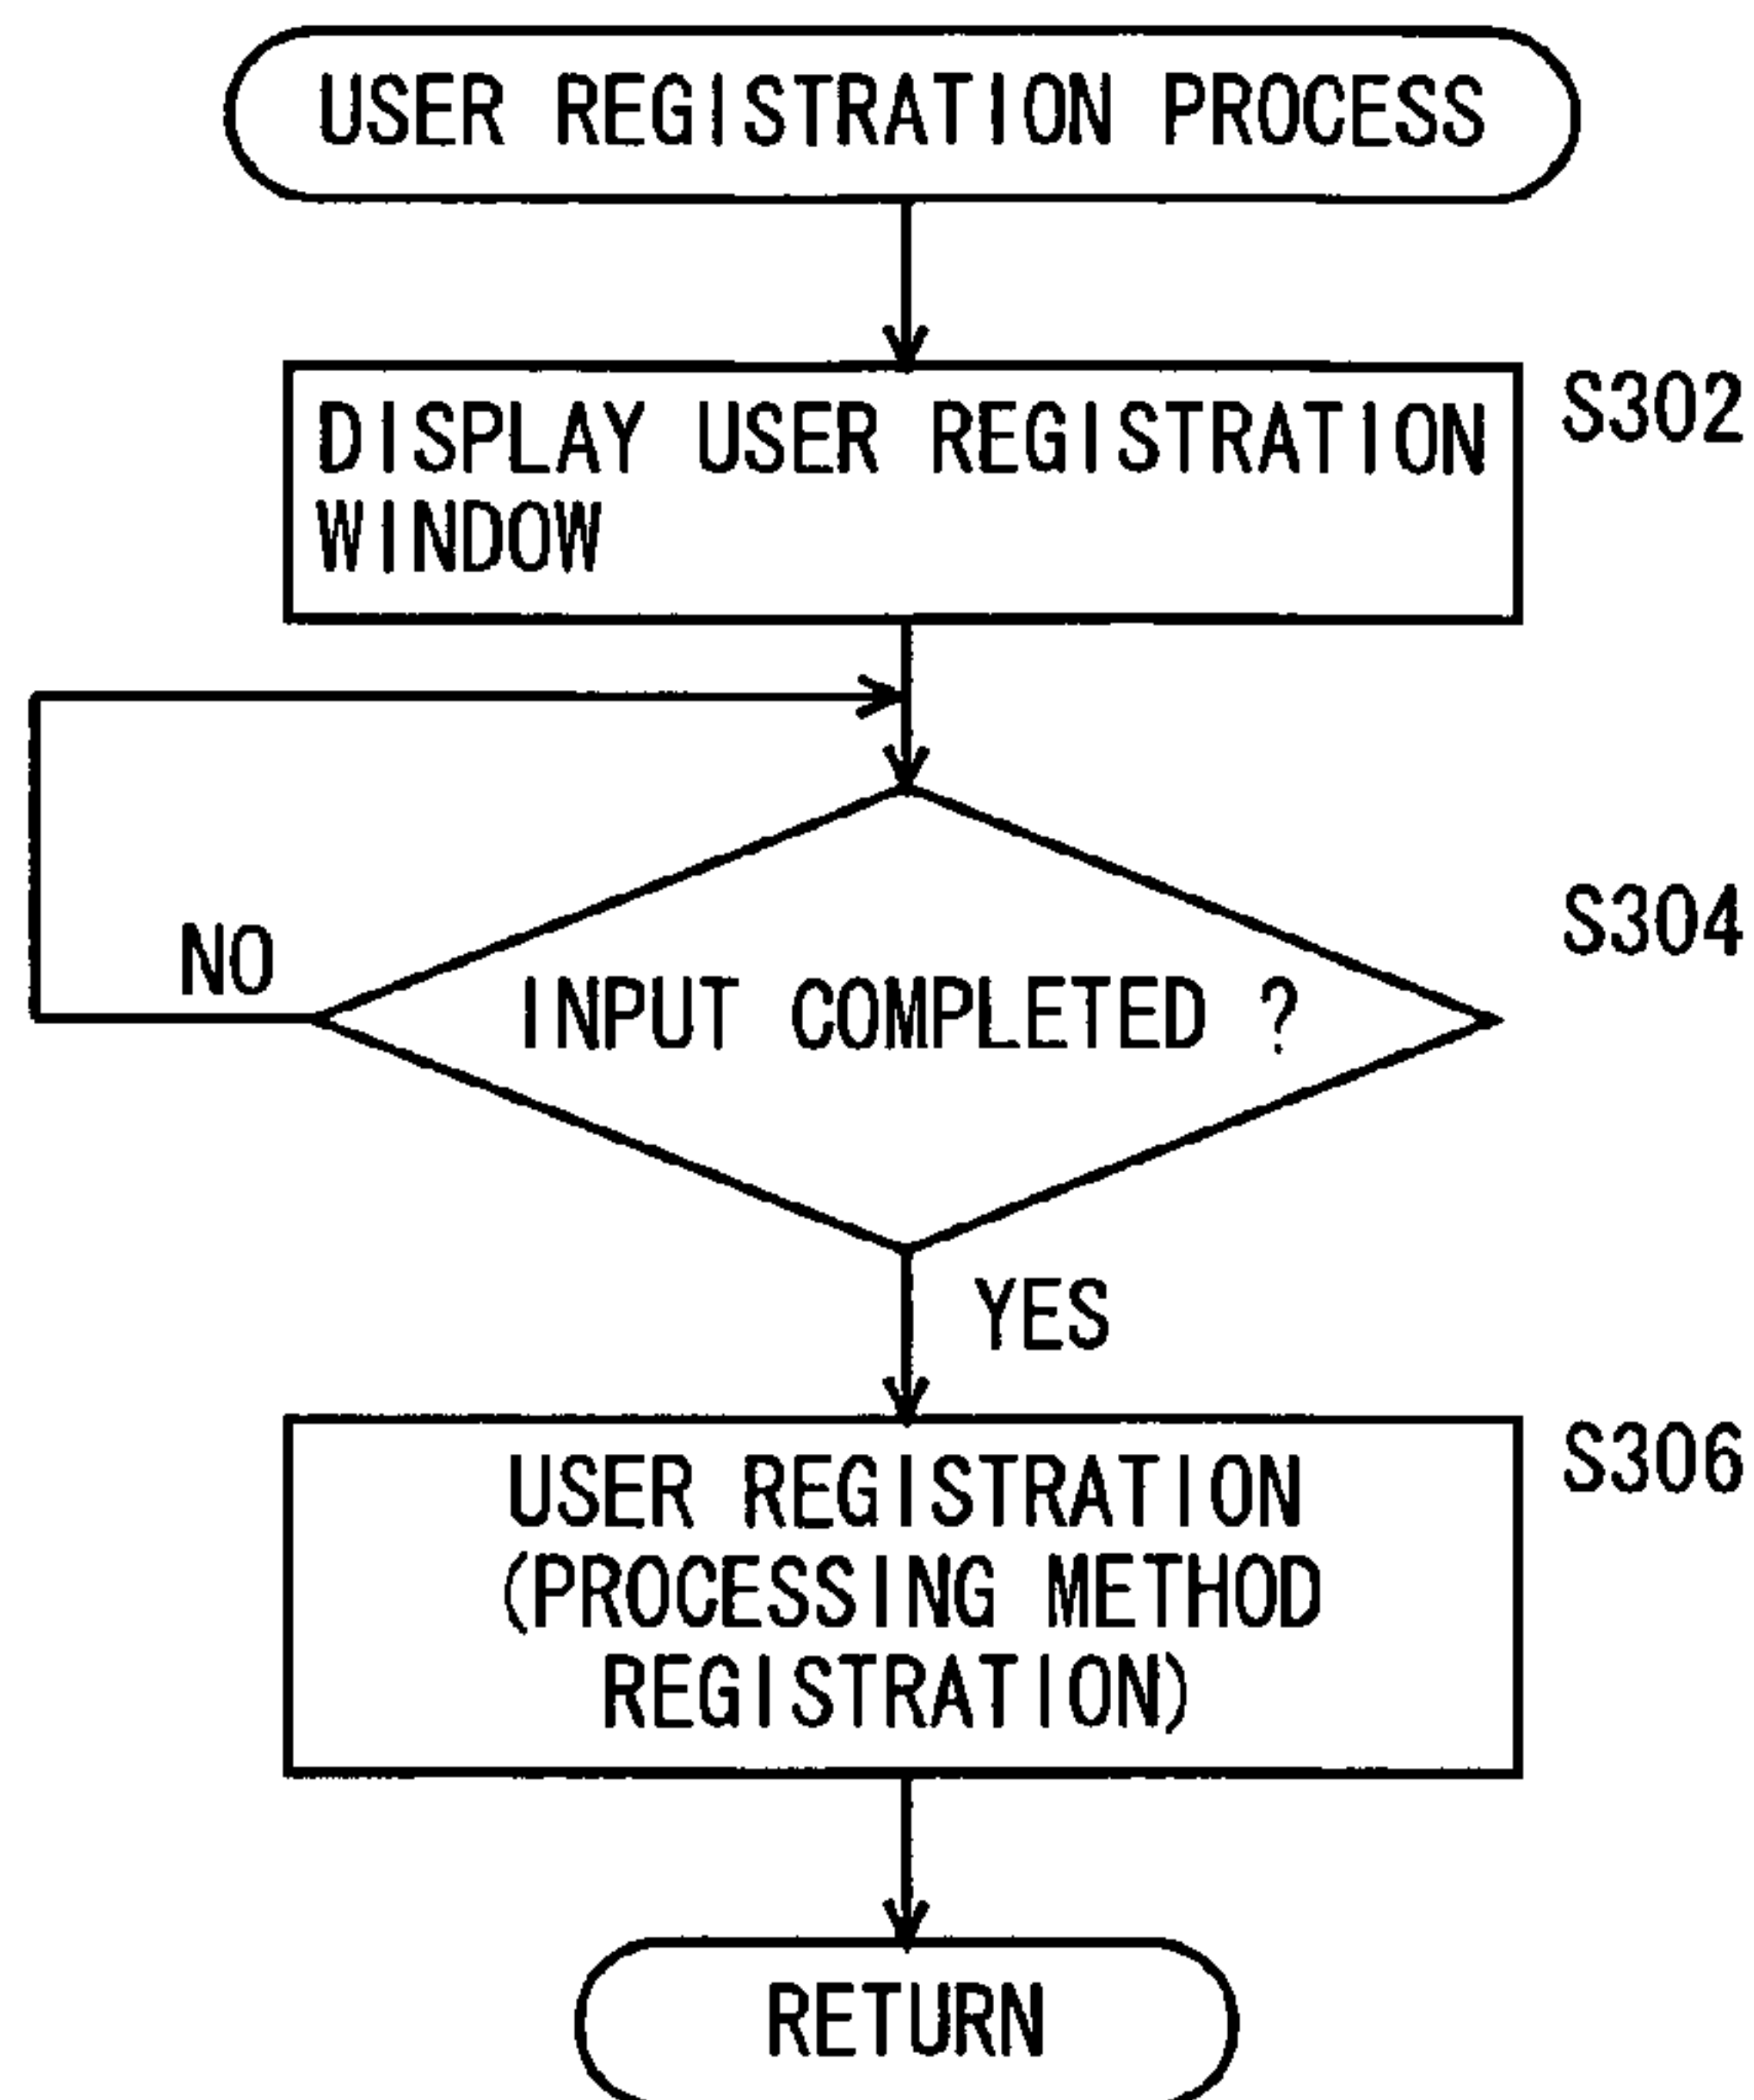 USER REGISTRATION PROCESS
DISPLAY USER REGISTRATION
WINDOW
S302
NO
INPUT COMPLETED ?
S304
YES
USER REGISTRATION
(PROCESSING METHOD
REGISTRATION)
S306
RETURN